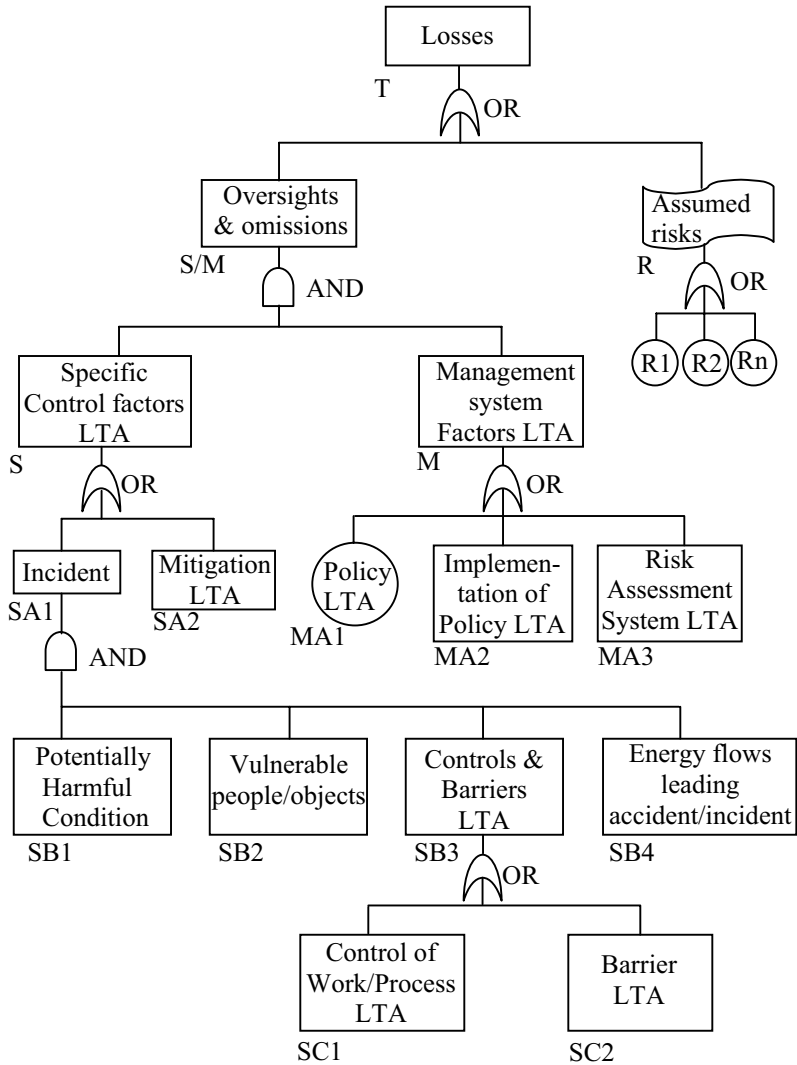 Losses
T
OR
Oversights
& omissions
S/M
AND
Assumed
risks
R
OR
R1 R2 Rn
Specific
Control factors
LTA
S
OR
Management
system
Factors LTA
M
OR
Incident
SA1
AND
Mitigation
LTA
SA2
Policy
LTA
MA1
Implemen-
tation of
Policy LTA
MA2
Risk
Assessment
System LTA
MA3
Potentially
Harmful
Condition
SB1
Vulnerable
people/objects
SB2
Controls &
Barriers
LTA
SB3
OR
Energy flows
leading
accident/incident
SB4
Control of
Work/Process
LTA
SC1
Barrier
LTA
SC2